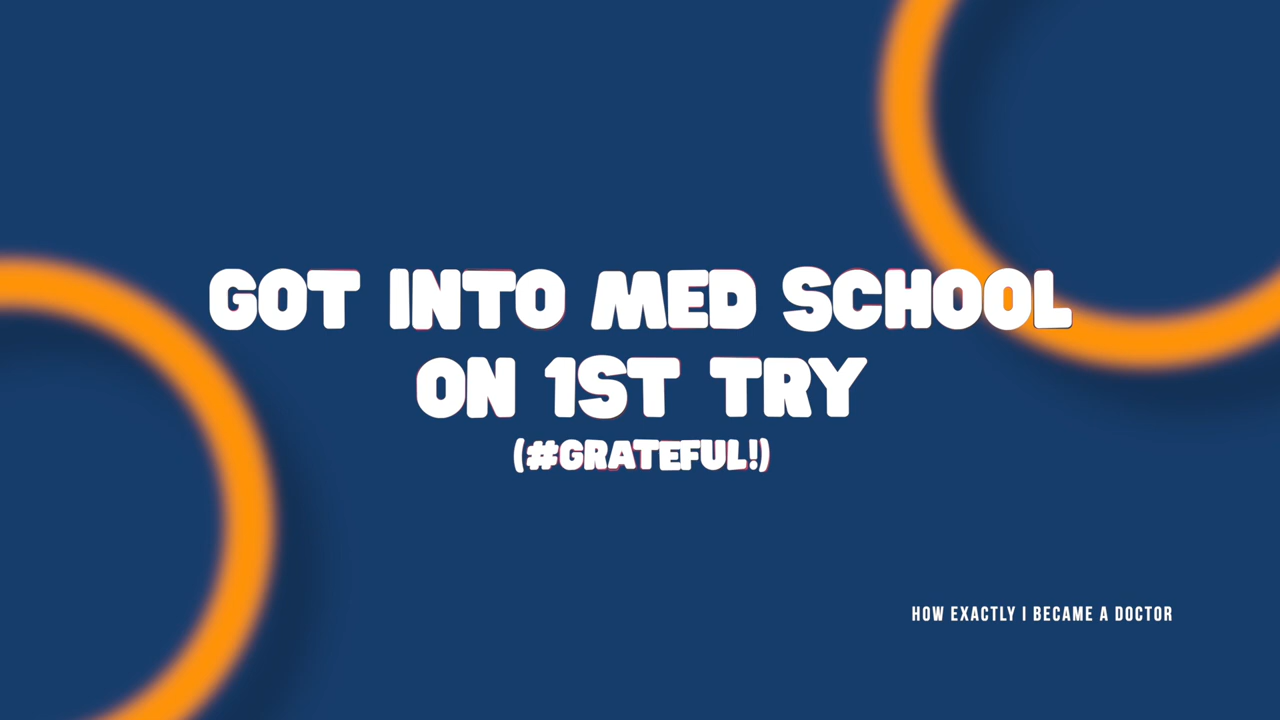 GOT INTO MED SCHOOL
ON 1ST TRY
(#GRATEFUL!)
HOW EXACTLY I BECAME A DOCTOR